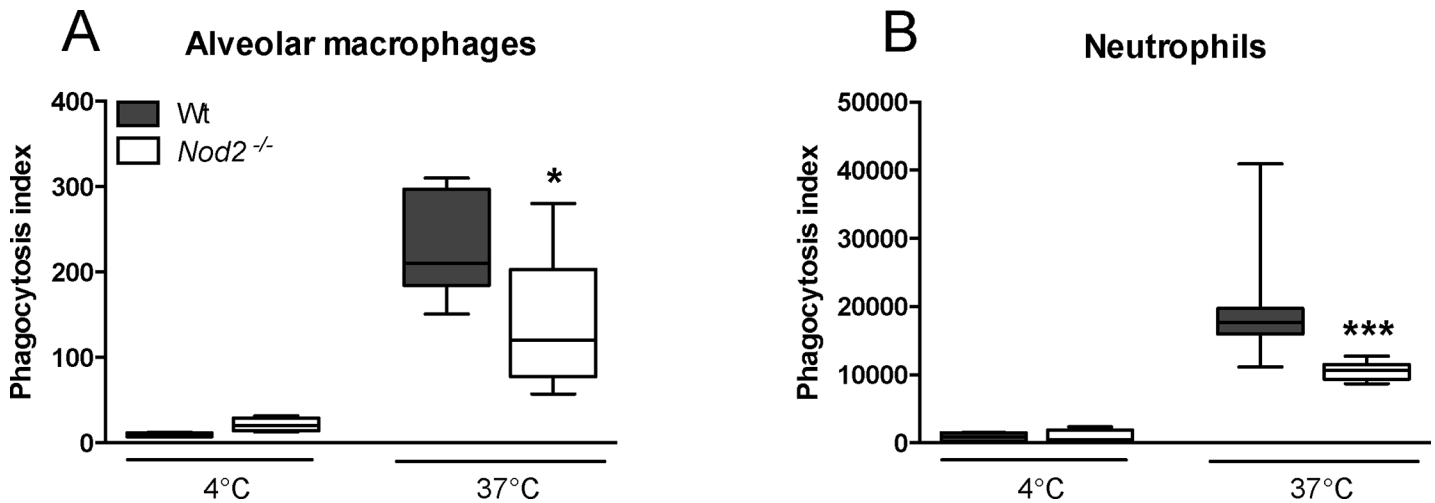 A
Alveolar macrophages
Phagocytosis index
400
300
200
100
0
Wt
Nod2 -/-
*
4°C
37°C
B
Neutrophils
Phagocytosis index
50000
40000
30000
20000
10000
0
***
4°C
37°C